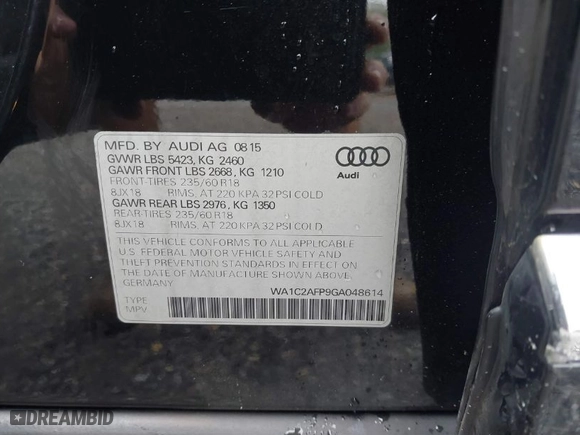 MFD. BY AUDI AG 08 15
GVWR LBS 5423, KG 2460
GAWR FRONT LBS 2668, KG 1210
FRONT-TIRES 235/60 R18
8JX18 RIMS, AT 220 KPA 32 PSI COLD
GAWR REAR LBS 2976, KG 1350
REAR-TIRES 235/60 R18
8JX18 RIMS, AT 220 KPA 32 PSI COLD
Audi
THIS VEHICLE CONFORMS TO ALL APPLICABLE
U.S. FEDERAL MOTOR VEHICLE SAFETY AND
THEFT PREVENTION STANDARDS IN EFFECT ON
THE DATE OF MANUFACTURE SHOWN ABOVE.
GERMANY
WA1C2AFP9GA048614
TYPE
MPV
DREAMBID